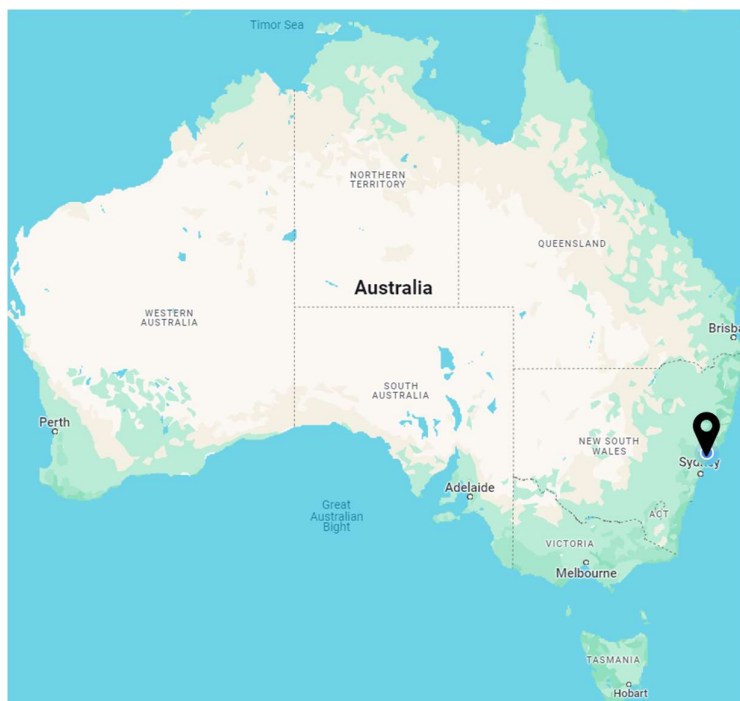 Timor Sea
NORTHERN
TERRITORY
QUEENSLAND
Australia
WESTERN
AUSTRALIA
Brisba
SOUTH
AUSTRALIA
Perth
NEW SOUTH
WALES
Sydney
Adelaide
Great
Australian
Bight
ACT
VICTORIA
Melbourne
TASMANIA
Hobart